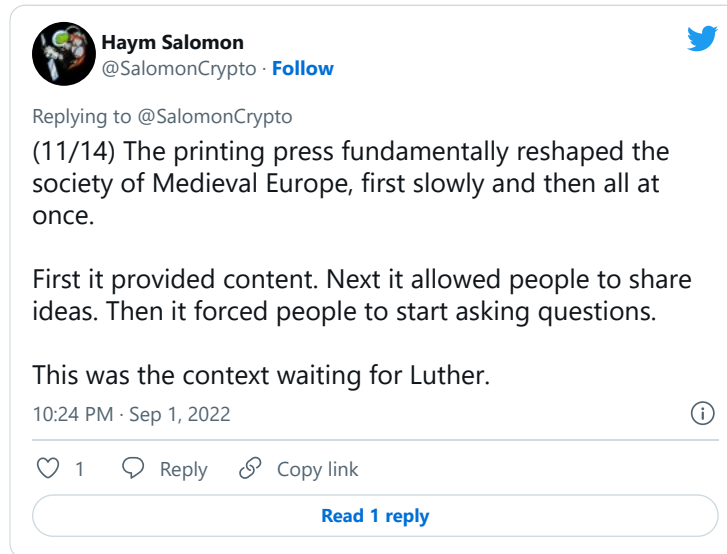 Haym Salomon
@SalomonCrypto · Follow
Replying to @SalomonCrypto
(11/14) The printing press fundamentally reshaped the
society of Medieval Europe, first slowly and then all at
once.
First it provided content. Next it allowed people to share
ideas. Then it forced people to start asking questions.
This was the context waiting for Luther.
10:24 PM · Sep 1, 2022
1 Reply Copy link
Read 1 reply